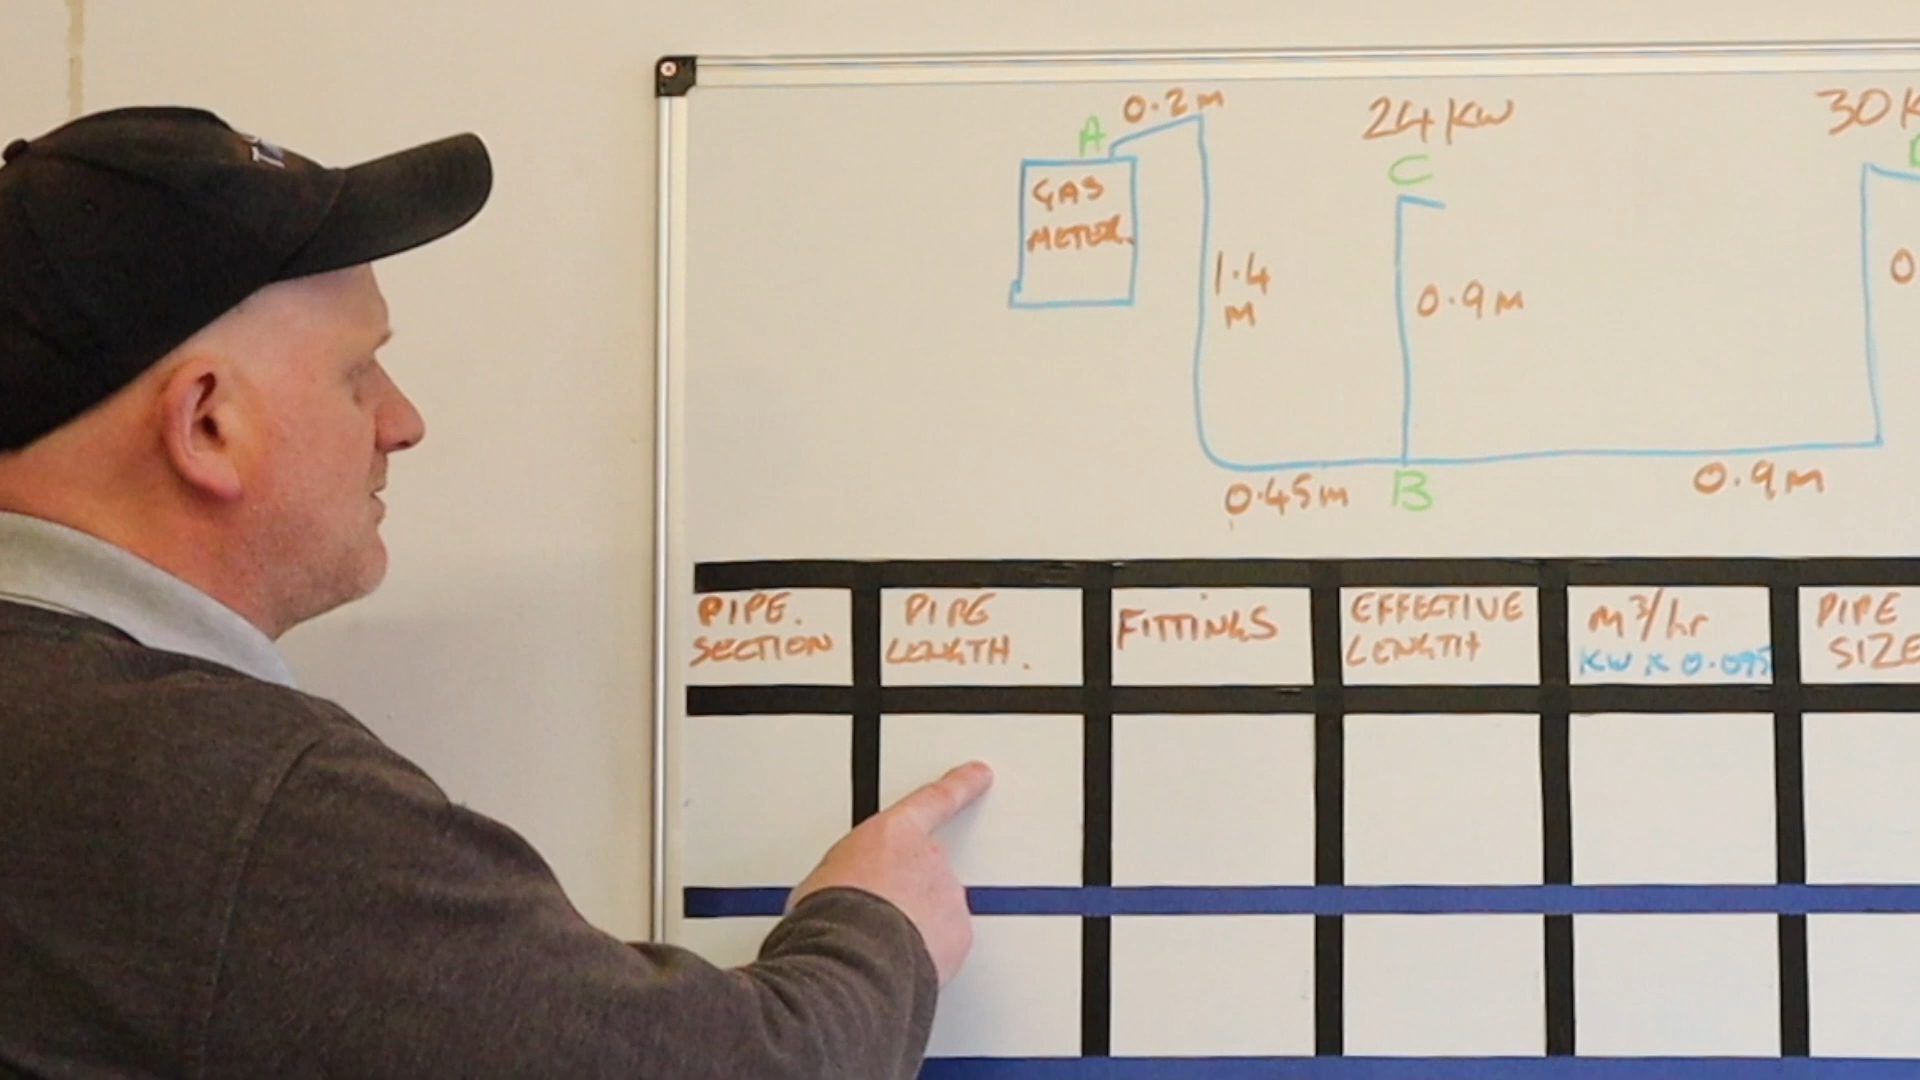 0.2m
24 KW
30 K
A
C
GAS
METER.
1.4
M
0.9M
0
0.45m
B
0.9m
PIPE.
SECTION
PIPE
LENGTH.
FITTINGS
EFFECTIVE
LENGTH
m³/hr
KW x 0.095
PIPE
SIZE